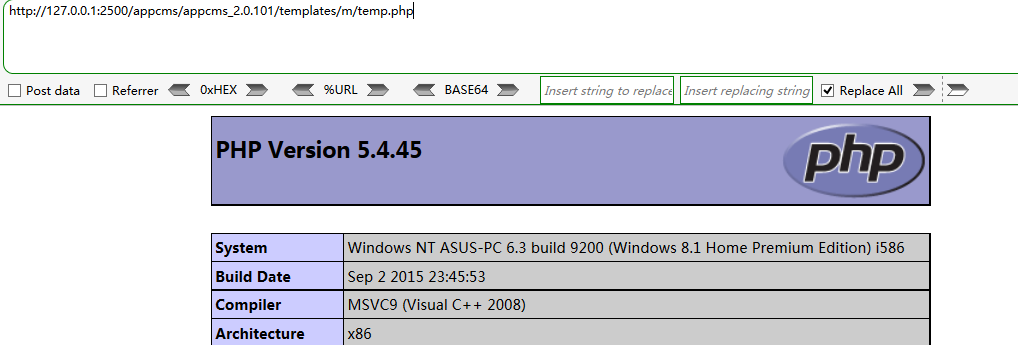 http://127.0.0.1:2500/appcms/appcms_2.0.101/templates/m/temp.php
Post data Referrer 0xHEX %URL BASE64 Insert string to replace Insert replacing string Replace All
PHP Version 5.4.45
php
System Windows NT ASUS-PC 6.3 build 9200 (Windows 8.1 Home Premium Edition) i586
Build Date Sep 2 2015 23:45:53
Compiler MSVC9 (Visual C++ 2008)
Architecture x86